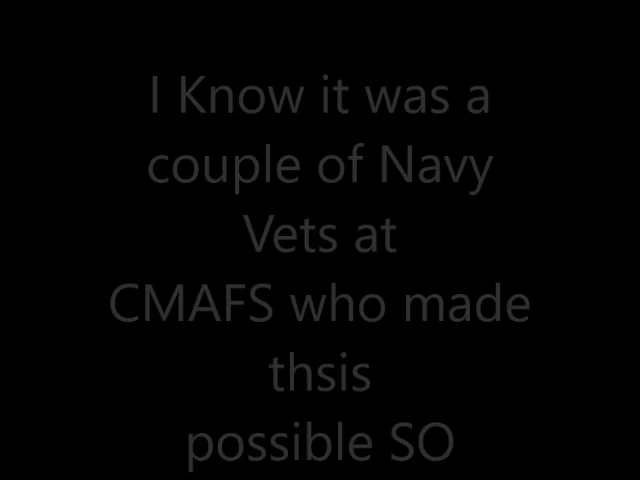 I Know it was a
couple of Navy
Vets at
CMAFS who made
thsis
possible SO